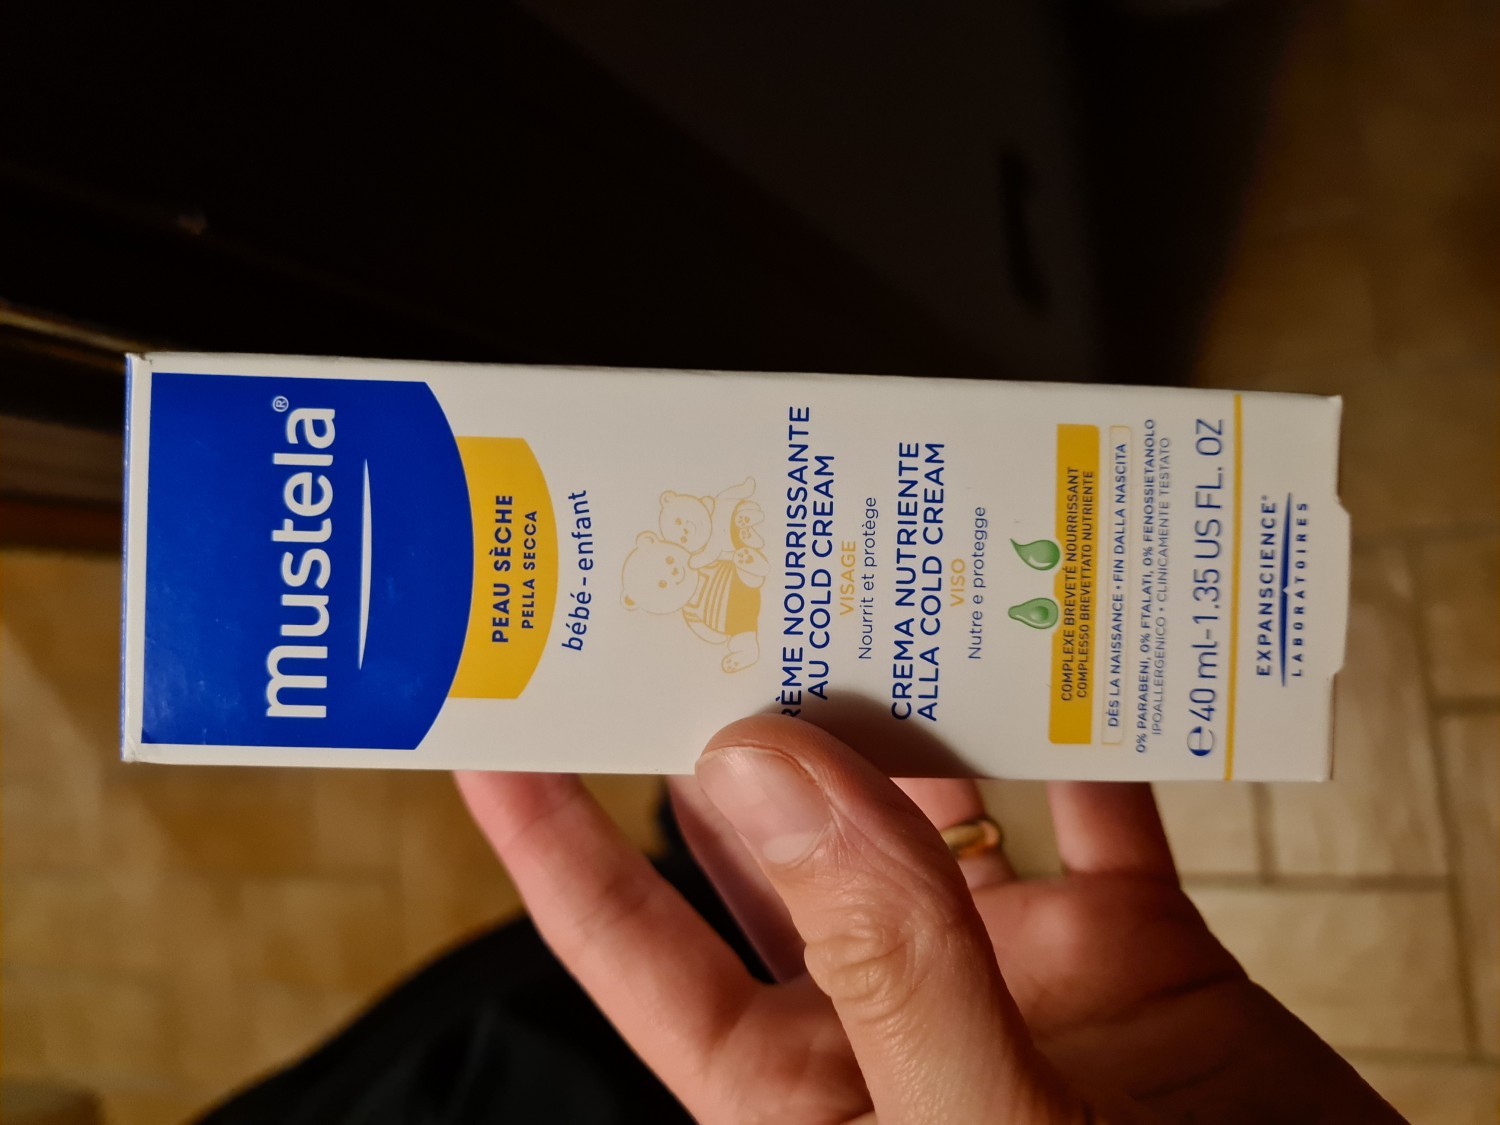 mustela®
PEAU SÈCHE
PELLA SECCA
bébé-enfant
RÈME NOURRISSANTE
AU COLD CREAM
VISAGE
Nourrit et protège
CREMA NUTRIENTE
ALLA COLD CREAM
VISO
Nutre e protegge
COMPLEXE BREVETÉ NOURRISSANT
COMPLESSO BREVETTATO NUTRIENTE
DÈS LA NAISSANCE • FIN DALLA NASCITA
0% PARABENI, 0% FTALATI, 0% FENOSSIETANOLO
IPOALLERGENICO • CLINICAMENTE TESTATO
℮ 40 ml-1.35 US FL. OZ
EXPANSCIENCE®
LABORATOIRES